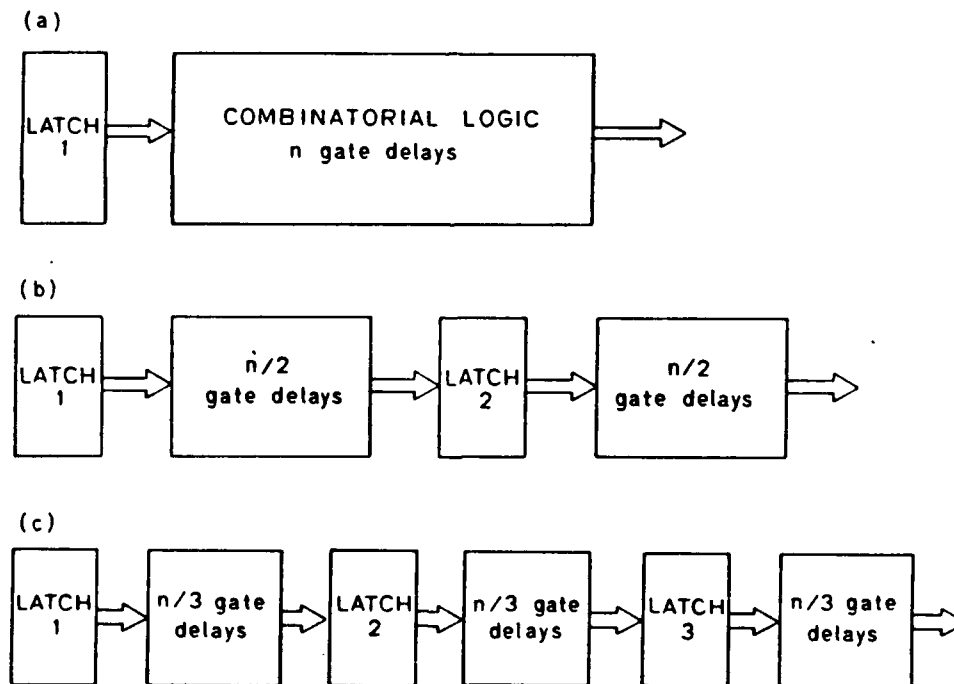 (a)
LATCH
1
COMBINATORIAL LOGIC
n gate delays
(b)
LATCH
1
n/2
gate delays
LATCH
2
n/2
gate delays
(c)
LATCH
1
n/3 gate
delays
LATCH
2
n/3 gate
delays
LATCH
3
n/3 gate
delays